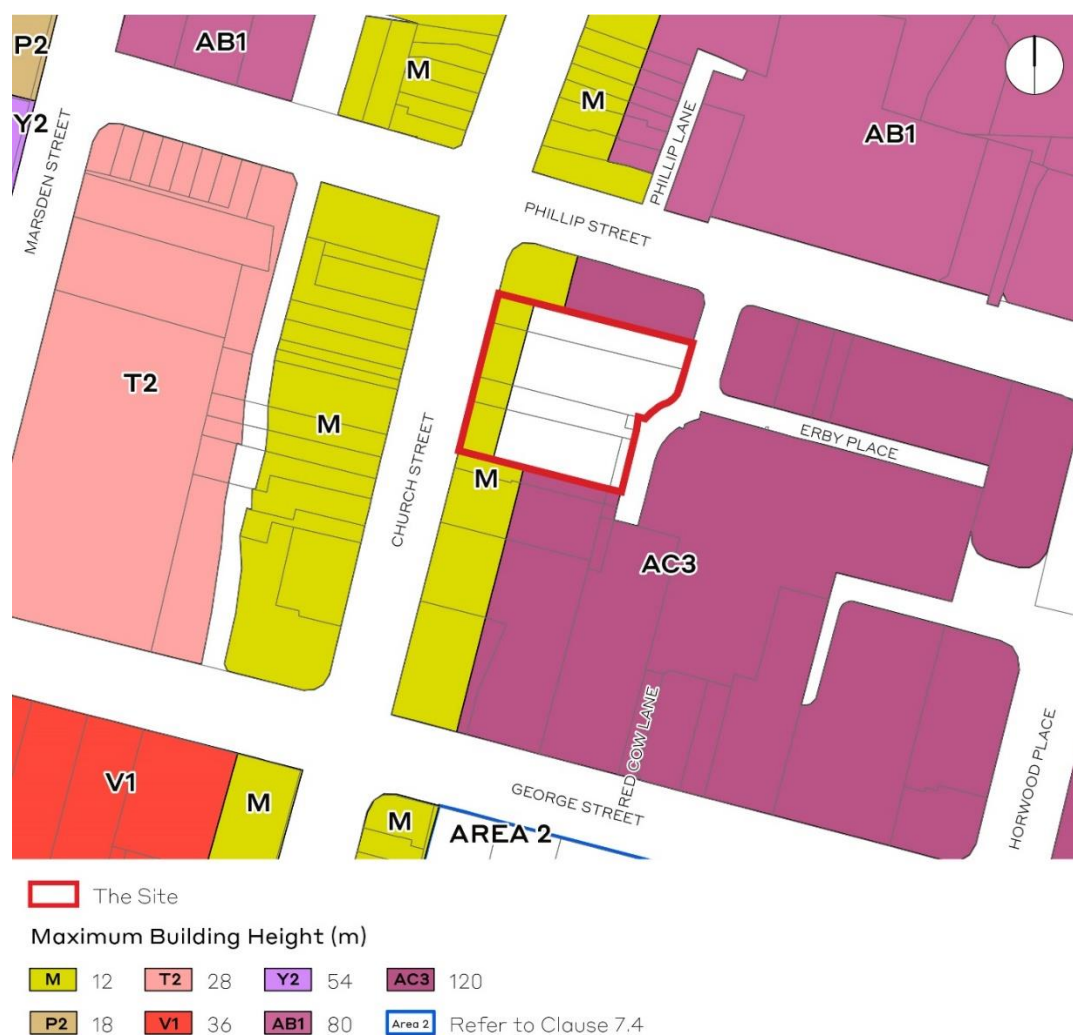 P2
AB1
M
M
Y2
AB1
MARSDEN STREET
PHILLIP LANE
PHILLIP STREET
T2
M
ERBY PLACE
CHURCH STREET
M
AC3
RED COW LANE
HORWOOD PLACE
V1
M
GEORGE STREET
M
AREA 2
The Site
Maximum Building Height (m)
M 12 T2 28 Y2 54 AC3 120
P2 18 V1 36 AB1 80 Area 2 Refer to Clause 7.4